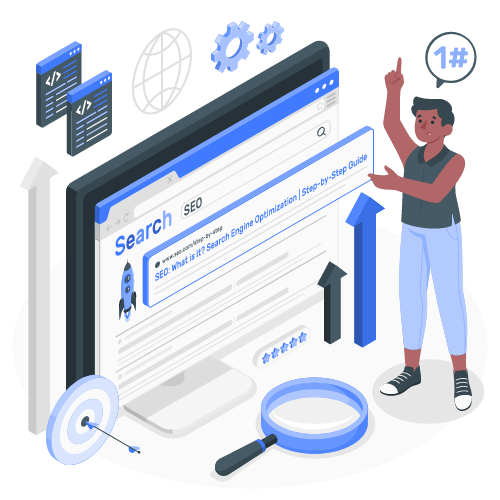 </>
</>
1#
Search
SEO
www.seo.com/step-by-step
SEO: What is it? Search Engine Optimization | Step-by-Step Guide